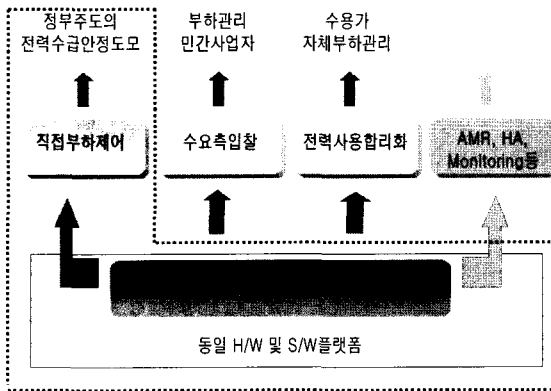 정부주도의
전력수급안정도모
부하관리
민간사업자
수용가
자체부하관리
직접부하제어
수요측입찰
전력사용합리화
AMR, HA,
Monitoring등
동일 H/W 및 S/W플랫폼